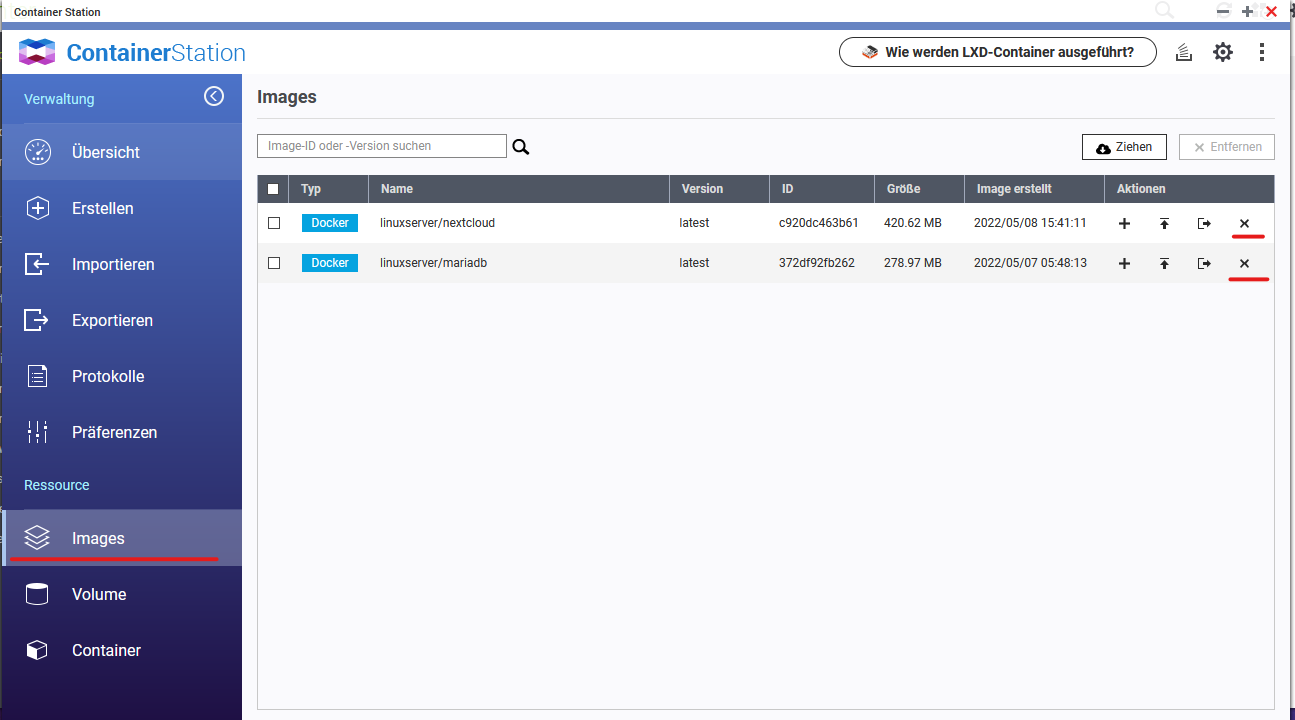 Container Station
ContainerStation
Wie werden LXD-Container ausgeführt?
Verwaltung
Übersicht
Erstellen
Importieren
Exportieren
Protokolle
Präferenzen
Ressource
Images
Volume
Container
Images
Image-ID oder -Version suchen
Ziehen
Entfernen
Typ Name Version ID Größe Image erstellt Aktionen
Docker linuxserver/nextcloud latest c920dc463b61 420.62 MB 2022/05/08 15:41:11
Docker linuxserver/mariadb latest 372df92fb262 278.97 MB 2022/05/07 05:48:13